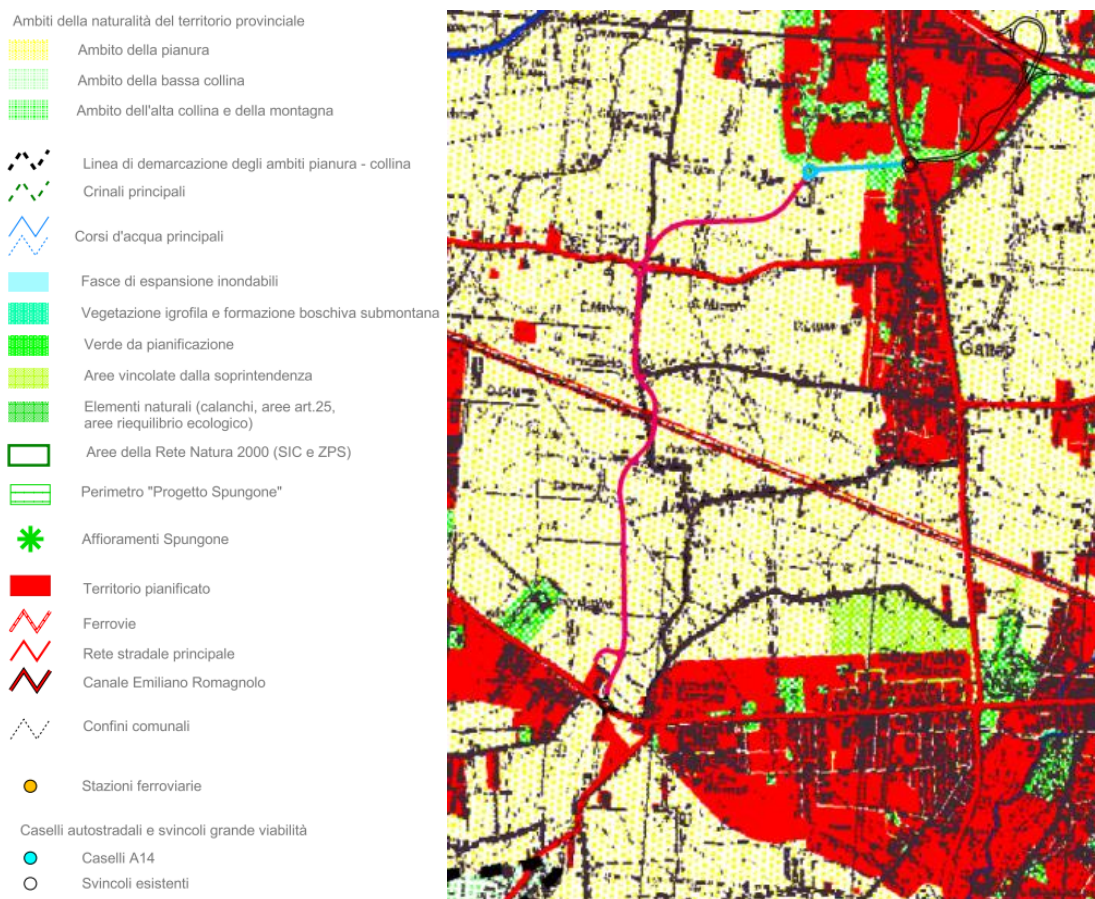 Ambiti della naturalità del territorio provinciale
Ambito della pianura
Ambito della bassa collina
Ambito dell'alta collina e della montagna
Linea di demarcazione degli ambiti pianura - collina
Crinali principali
Corsi d'acqua principali
Fasce di espansione inondabili
Vegetazione igrofila e formazione boschiva submontana
Verde da pianificazione
Aree vincolate dalla soprintendenza
Elementi naturali (calanchi, aree art.25,
aree riequilibrio ecologico)
Aree della Rete Natura 2000 (SIC e ZPS)
Perimetro "Progetto Spungone"
Affioramenti Spungone
Territorio pianificato
Ferrovie
Rete stradale principale
Canale Emiliano Romagnolo
Confini comunali
Stazioni ferroviarie
Caselli autostradali e svincoli grande viabilità
Caselli A14
Svincoli esistenti